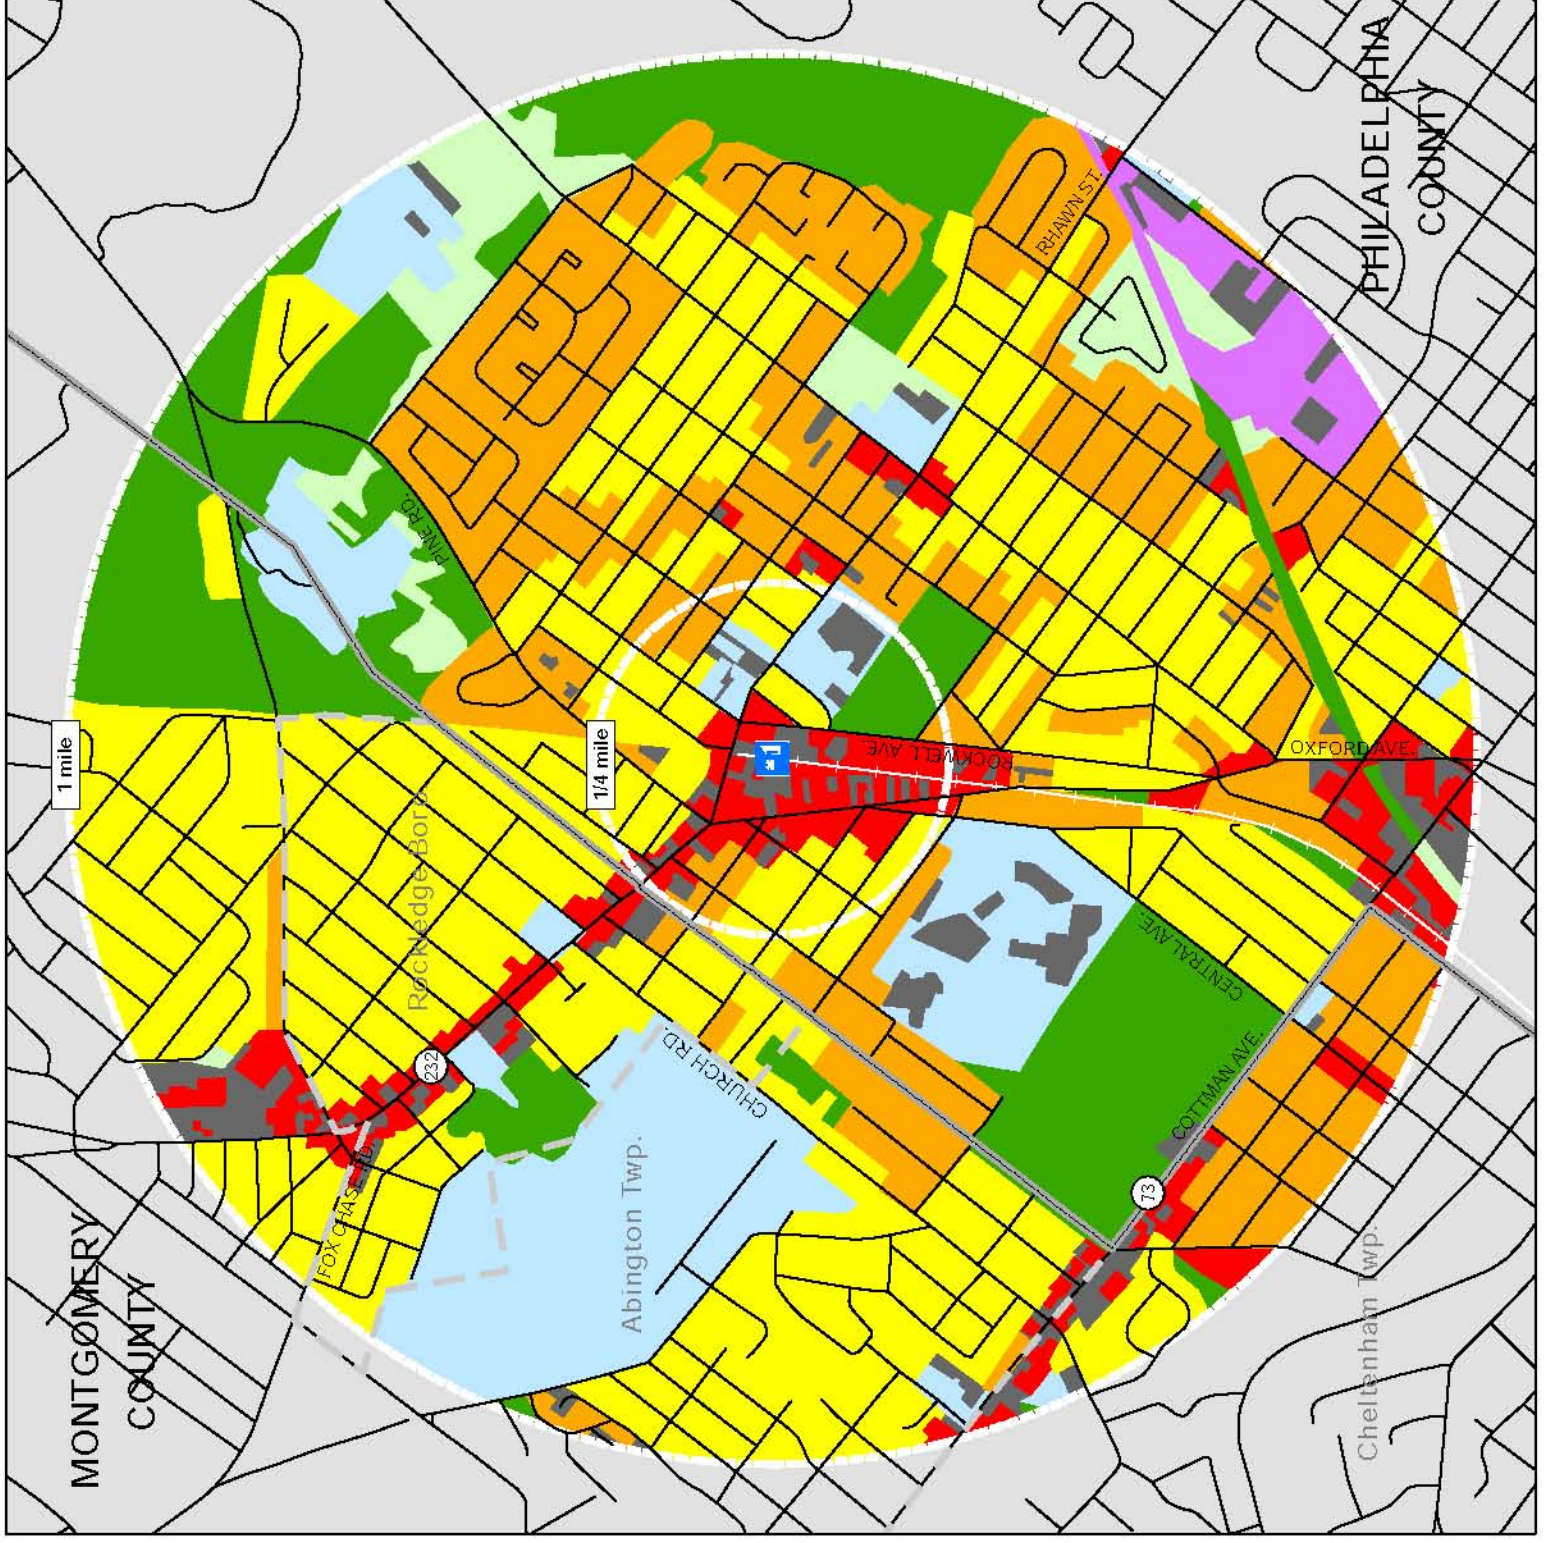 MONTGOMERY
COUNTY
PHILADELPHIA
COUNTY
1 mile
1/4 mile
RHAWN ST.
PINE RD.
ROCKWELL AVE.
OXFORD AVE.
Rockledge Boro
CENTRAL AVE.
232
CHURCH RD.
COTTMAN AVE.
FOX CHASE RD.
73
Abington Twp.
Cheltenham Twp.